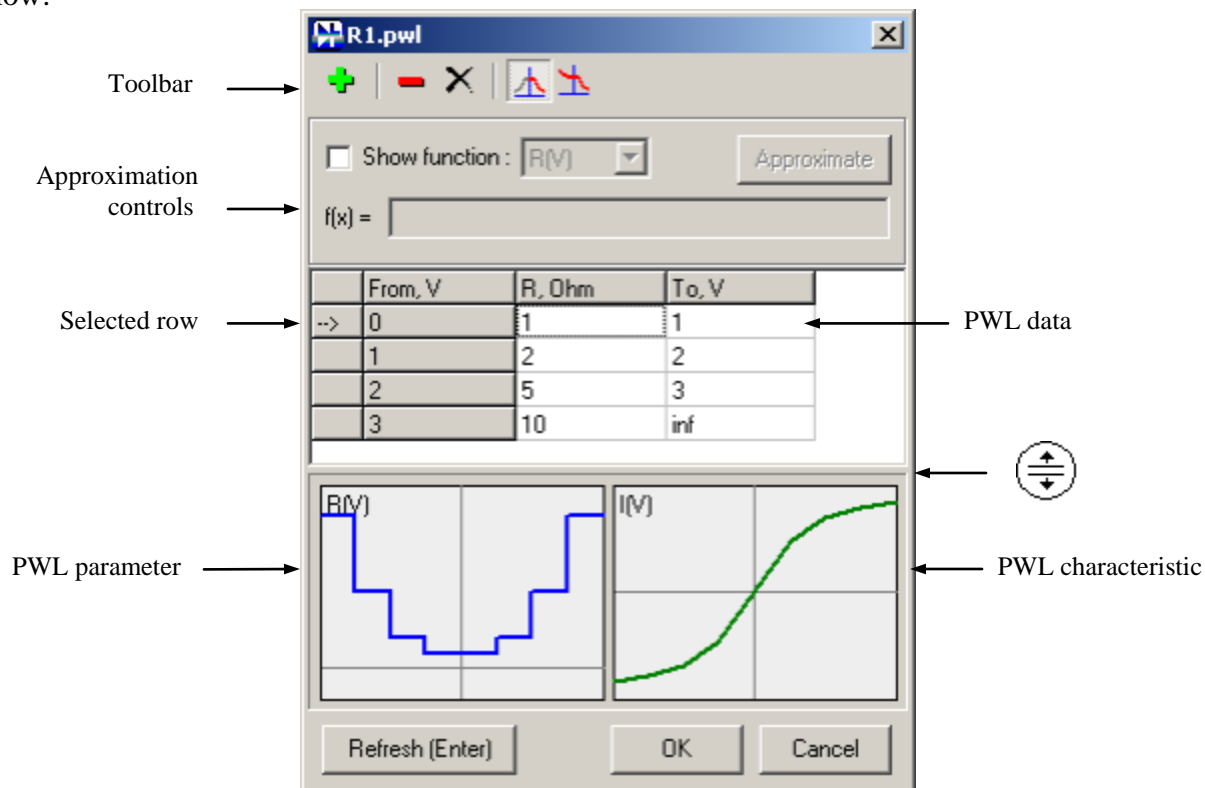 R1.pwl
Toolbar
Show function : R(V) Approximate
Approximation
controls
f(x) =
From, V R, Ohm To, V
Selected row --> 0 1 1 PWL data
1 2 2
2 5 3
3 10 inf
R(V) I(V)
PWL parameter PWL characteristic
Refresh (Enter) OK Cancel